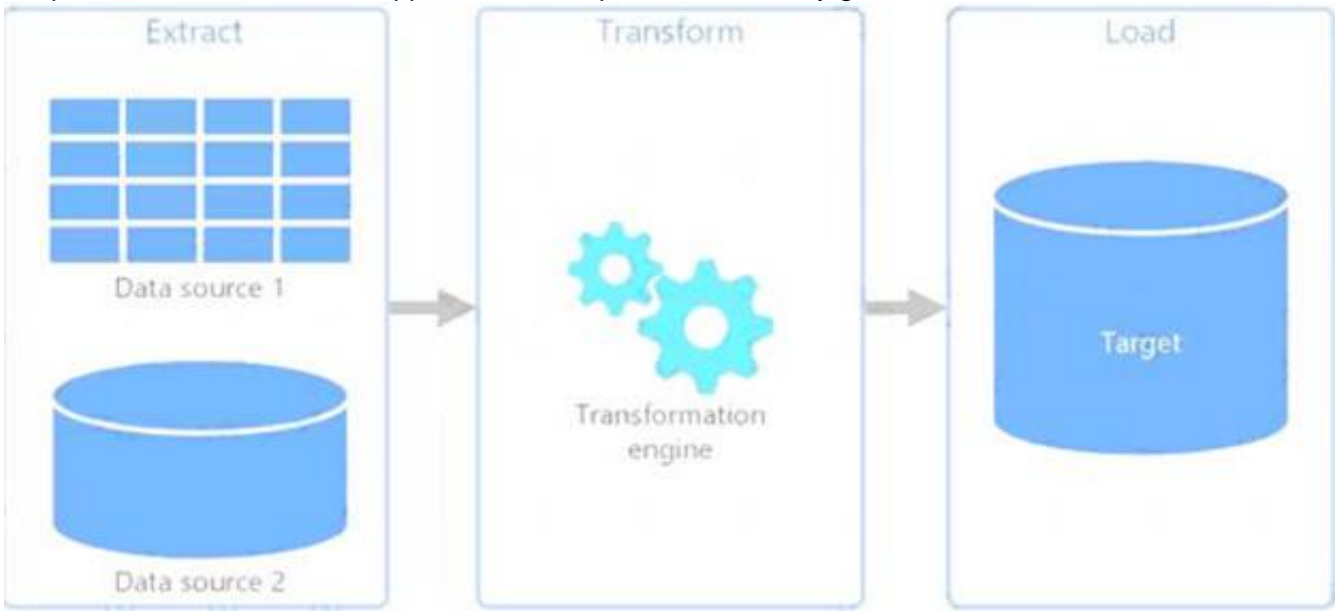 Extract
Transform
Load
Data source 1
Transformation
engine
Target
Data source 2